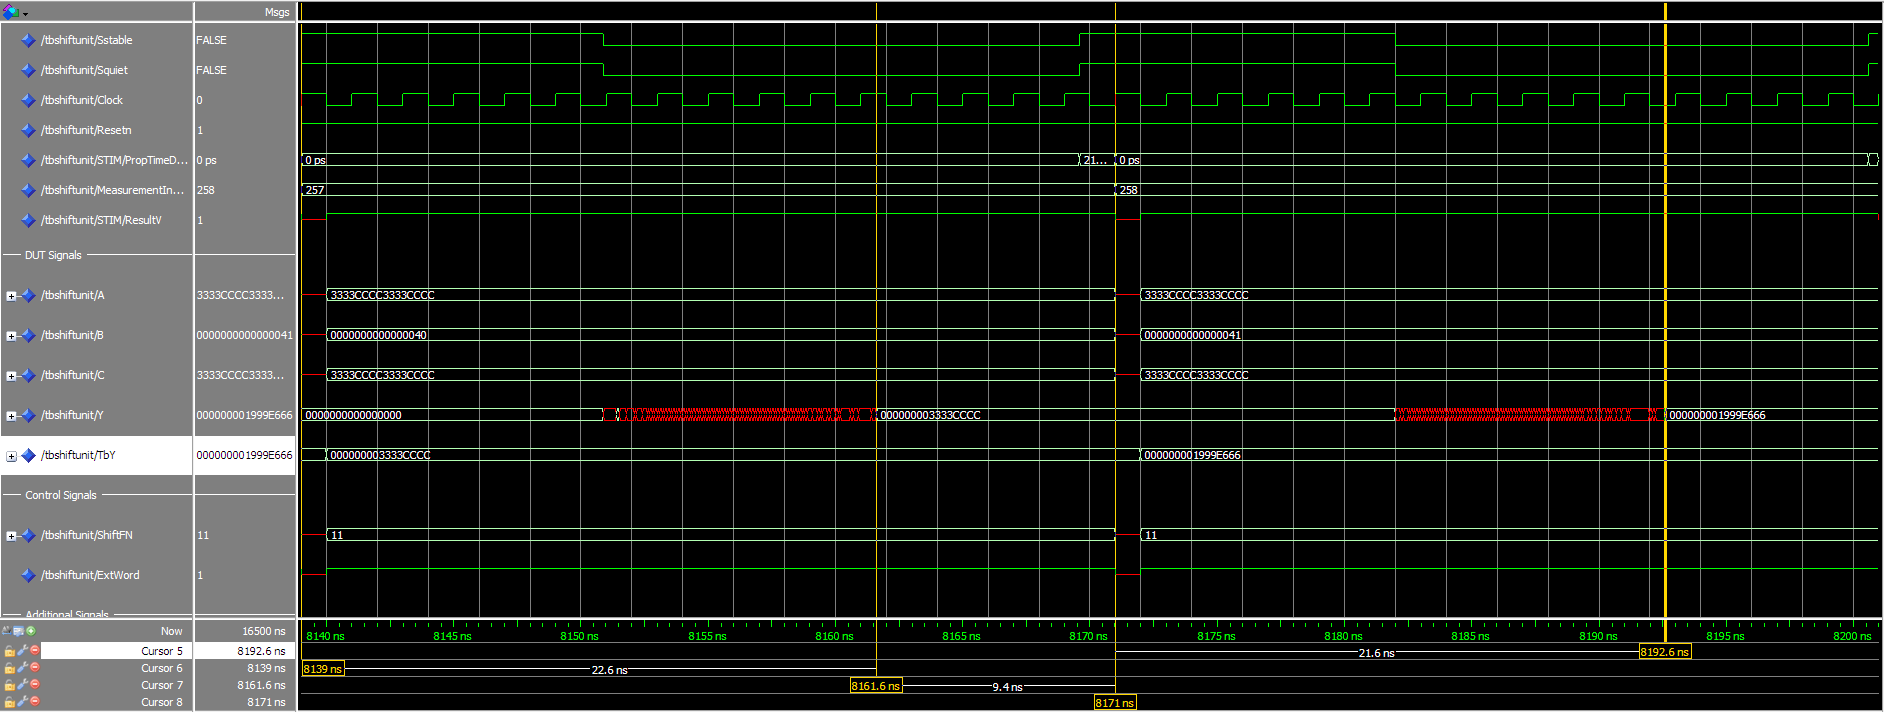 Msgs
/tbshiftunit/Sstable FALSE
/tbshiftunit/Squiet FALSE
/tbshiftunit/Clock 0
/tbshiftunit/Resetn 1
/tbshiftunit/STIM/PropTimeD... 0 ps 0 ps 21... 0 ps
/tbshiftunit/MeasurementIn... 258 257 258
/tbshiftunit/STIM/ResultV 1
DUT Signals
/tbshiftunit/A 3333CCCC3333... 3333CCCC3333CCCC 3333CCCC3333CCCC
/tbshiftunit/B 0000000000000041 0000000000000040 0000000000000041
/tbshiftunit/C 3333CCCC3333... 3333CCCC3333CCCC 3333CCCC3333CCCC
/tbshiftunit/Y 000000001999E666 0000000000000000 000000003333CCCC 000000001999E666
/tbshiftunit/TbY 000000001999E666 000000003333CCCC 000000001999E666
Control Signals
/tbshiftunit/ShiftFN 11 11 11
/tbshiftunit/ExtWord 1
Additional Signals
Now 16500 ns 8140 ns 8145 ns 8150 ns 8155 ns 8160 ns 8165 ns 8170 ns 8175 ns 8180 ns 8185 ns 8190 ns 8195 ns 8200 ns
Cursor 5 8192.6 ns 21.6 ns 8192.6 ns
Cursor 6 8139 ns 8139 ns 22.6 ns
Cursor 7 8161.6 ns 8161.6 ns 9.4 ns
Cursor 8 8171 ns 8171 ns